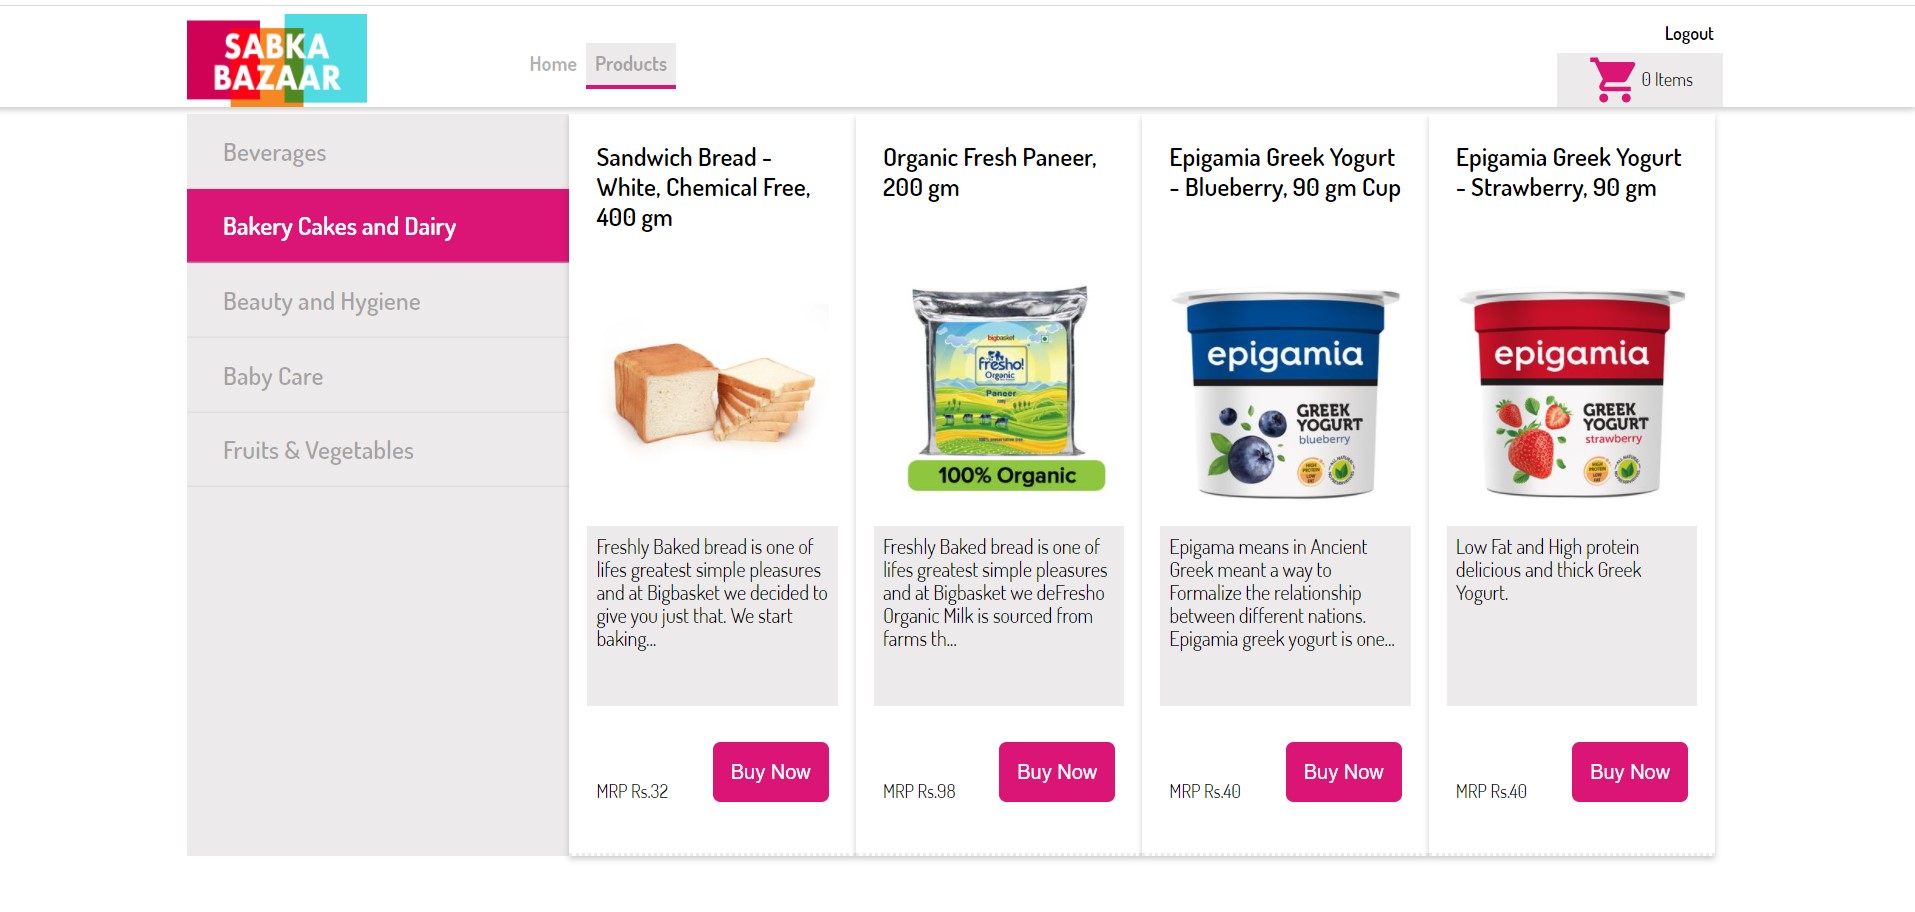 SABKA
BAZAAR
Home
Products
Logout
0 Items
Beverages
Bakery Cakes and Dairy
Beauty and Hygiene
Baby Care
Fruits & Vegetables
Sandwich Bread -
White, Chemical Free,
400 gm
Freshly Baked bread is one of
lifes greatest simple pleasures
and at Bigbasket we decided to
give you just that. We start
baking...
MRP Rs.32
Buy Now
Organic Fresh Paneer,
200 gm
bigbasket
fresho!
Organic
Paneer
100% Organic
Freshly Baked bread is one of
lifes greatest simple pleasures
and at Bigbasket we deFresho
Organic Milk is sourced from
farms th...
MRP Rs.98
Buy Now
Epigamia Greek Yogurt
- Blueberry, 90 gm Cup
epigamia
GREEK
YOGURT
blueberry
Epigama means in Ancient
Greek meant a way to
Formalize the relationship
between different nations.
Epigamia greek yogurt is one...
MRP Rs.40
Buy Now
Epigamia Greek Yogurt
- Strawberry, 90 gm
epigamia
GREEK
YOGURT
strawberry
Low Fat and High protein
delicious and thick Greek
Yogurt.
MRP Rs.40
Buy Now